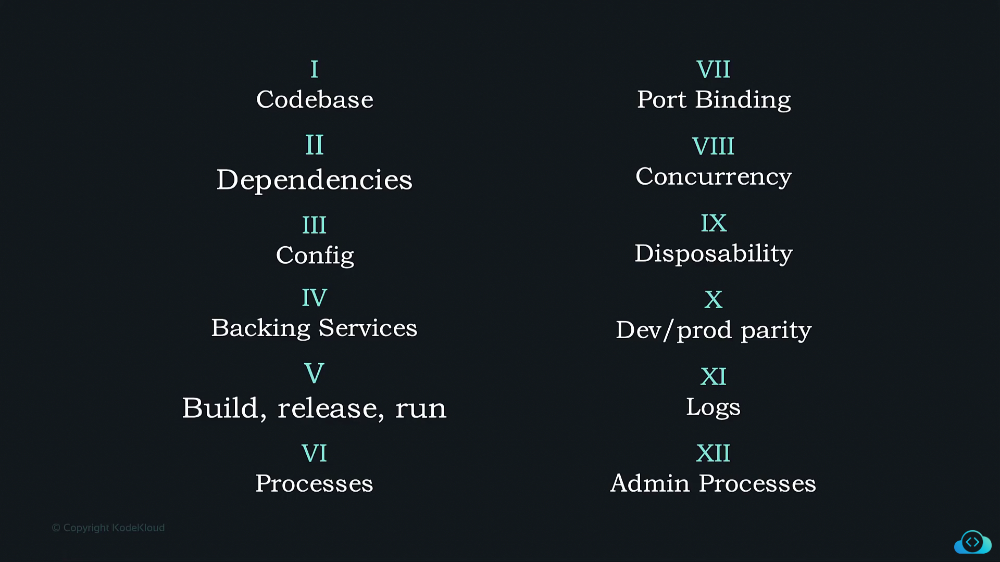 I
Codebase
II
Dependencies
III
Config
IV
Backing Services
V
Build, release, run
VI
Processes
VII
Port Binding
VIII
Concurrency
IX
Disposability
X
Dev/prod parity
XI
Logs
XII
Admin Processes
© Copyright KodeKloud